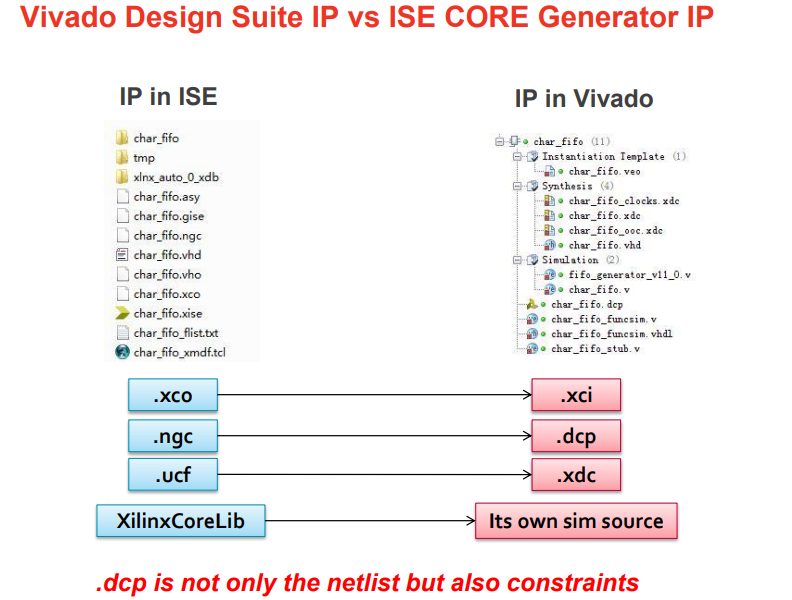 Vivado Design Suite IP vs ISE CORE Generator IP
IP in ISE
char_fifo
tmp
xlnx_auto_0_xdb
char_fifo.asy
char_fifo.gise
char_fifo.ngc
char_fifo.vhd
char_fifo.vho
char_fifo.xco
char_fifo.xise
char_fifo_flist.txt
char_fifo_xmdf.tcl
IP in Vivado
char_fifo (11)
Instantiation Template (1)
char_fifo.veo
Synthesis (4)
char_fifo_clocks.xdc
char_fifo.xdc
char_fifo_ooc.xdc
char_fifo.vhd
Simulation (2)
fifo_generator_v11_0.v
char_fifo.v
char_fifo.dcp
char_fifo_funcsim.v
char_fifo_funcsim.vhdl
char_fifo_stub.v
.xco
.xci
.ngc
.dcp
.ucf
.xdc
XilinxCoreLib
Its own sim source
.dcp is not only the netlist but also constraints